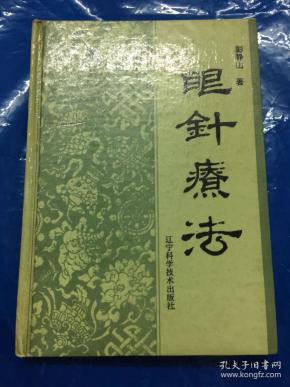 彭静山 著
眼針療法
辽宁科学技术出版社
孔夫子旧书网